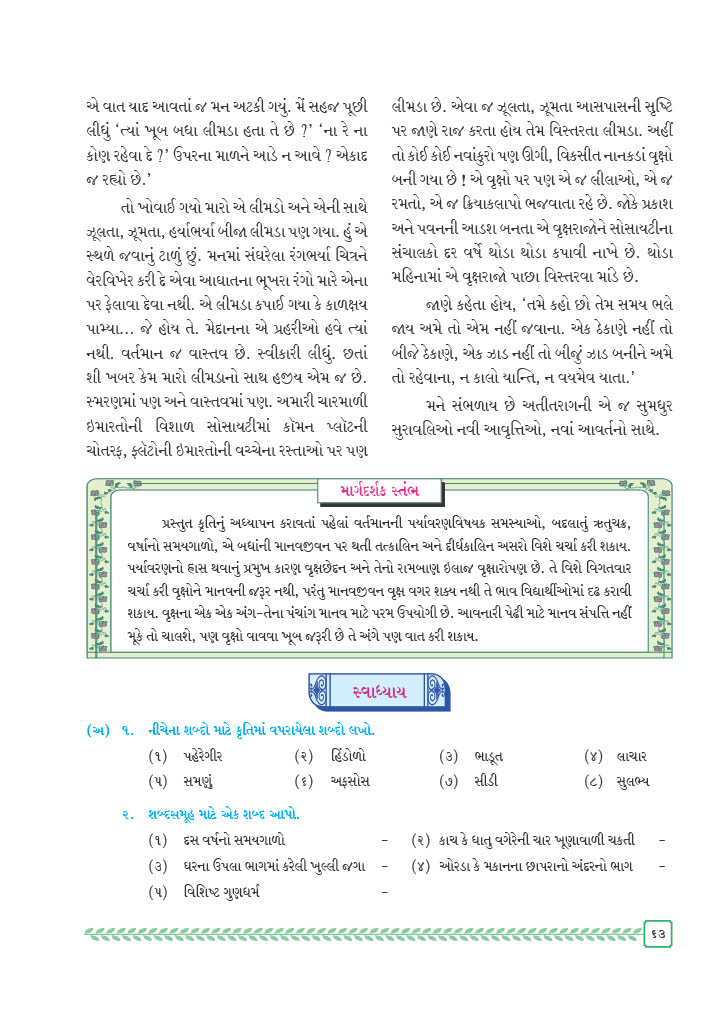 એ વાત યાદ આવતાં જ મન અટકી ગયું. મેં સહજ પૂછી
લીધું ‘ત્યાં ખૂબ બધા લીમડા હતા તે છે ?’ ‘ના રે ના
કોણ રહેવા દે ?’ ઉપરના માળને આડે ન આવે ? એકાદ
જ રહ્યો છે.’
તો ખોવાઈ ગયો મારો એ લીમડો અને એની સાથે
ઝૂલતા, ઝૂમતા, હર્યાભર્યા બીજા લીમડા પણ ગયા. હું એ
સ્થળે જવાનું ટાળું છું. મનમાં સંઘરેલા રંગભર્યા ચિત્રને
વેરવિખેર કરી દે એવા આઘાતના ભૂખરા રંગો મારે એના
પર ફેલાવા દેવા નથી. એ લીમડા કપાઈ ગયા કે કાળક્ષય
પામ્યા... જે હોય તે. મેદાનના એ પ્રહરીઓ હવે ત્યાં
નથી. વર્તમાન જ વાસ્તવ છે. સ્વીકારી લીધું. છતાં
શી ખબર કેમ મારો લીમડાનો સાથ હજીય એમ જ છે.
સ્મરણમાં પણ અને વાસ્તવમાં પણ. અમારી ચારમાળી
ઇમારતોની વિશાળ સોસાયટીમાં કૉમન પ્લૉટની
ચોતરફ, ફ્લૅટોની ઇમારતોની વચ્ચેના રસ્તાઓ પર પણ
લીમડા છે. એવા જ ઝૂલતા, ઝૂમતા આસપાસની સૃષ્ટિ
પર જાણે રાજ કરતા હોય તેમ વિસ્તરતા લીમડા. અહીં
તો કોઈ કોઈ નવાંકુરો પણ ઊગી, વિકસીત નાનકડાં વૃક્ષો
બની ગયા છે ! એ વૃક્ષો પર પણ એ જ લીલાઓ, એ જ
રમતો, એ જ ક્રિયાકલાપો ભજવાતા રહે છે. જોકે પ્રકાશ
અને પવનની આડશ બનતા એ વૃક્ષરાજોને સોસાયટીના
સંચાલકો દર વર્ષે થોડા થોડા કપાવી નાખે છે. થોડા
મહિનામાં એ વૃક્ષરાજો પાછા વિસ્તરવા માંડે છે.
જાણે કહેતા હોય, ‘તમે કહો છો તેમ સમય ભલે
જાય અમે તો એમ નહીં જવાના. એક ઠેકાણે નહીં તો
બીજે ઠેકાણે, એક ઝાડ નહીં તો બીજું ઝાડ બનીને અમે
તો રહેવાના, ન કાલો યાન્તિ, ન વયમેવ યાતા.’
મને સંભળાય છે અતીતરાગની એ જ સુમધુર
સુરાવલિઓ નવી આવૃત્તિઓ, નવાં આવર્તનો સાથે.
માર્ગદર્શક સ્તંભ
પ્રસ્તુત કૃતિનું અધ્યાપન કરાવતાં પહેલાં વર્તમાનની પર્યાવરણવિષયક સમસ્યાઓ, બદલાતું ઋતુચક્ર,
વર્ષાનો સમયગાળો, એ બધાંની માનવજીવન પર થતી તત્કાલિન અને દીર્ઘકાલિન અસરો વિશે ચર્ચા કરી શકાય.
પર્યાવરણનો હ્રાસ થવાનું પ્રમુખ કારણ વૃક્ષછેદન અને તેનો રામબાણ ઇલાજ વૃક્ષારોપણ છે. તે વિશે વિગતવાર
ચર્ચા કરી વૃક્ષોને માનવની જરૂર નથી, પરંતુ માનવજીવન વૃક્ષ વગર શક્ય નથી તે ભાવ વિદ્યાર્થીઓમાં દૃઢ કરાવી
શકાય. વૃક્ષના એક એક અંગ-તેના પંચાંગ માનવ માટે પરમ ઉપયોગી છે. આવનારી પેઢી માટે માનવ સંપત્તિ નહીં
મૂકે તો ચાલશે, પણ વૃક્ષો વાવવા ખૂબ જરૂરી છે તે અંગે પણ વાત કરી શકાય.
સ્વાધ્યાય
(અ) ૧. નીચેના શબ્દો માટે કૃતિમાં વપરાયેલા શબ્દો લખો.
(૧) પહેરેગીર (૨) હિંડોળો (૩) ભાડૂત (૪) લાચાર
(૫) સમણું (૬) અફસોસ (૭) સીડી (૮) સુલભ્ય
૨. શબ્દસમૂહ માટે એક શબ્દ આપો.
(૧) દસ વર્ષનો સમયગાળો - (૨) કાચ કે ધાતુ વગેરેની ચાર ખૂણાવાળી ચકતી -
(૩) ઘરના ઉપલા ભાગમાં કરેલી ખુલ્લી જગા - (૪) ઓરડા કે મકાનના છાપરાનો અંદરનો ભાગ -
(૫) વિશિષ્ટ ગુણધર્મ -
૬૩